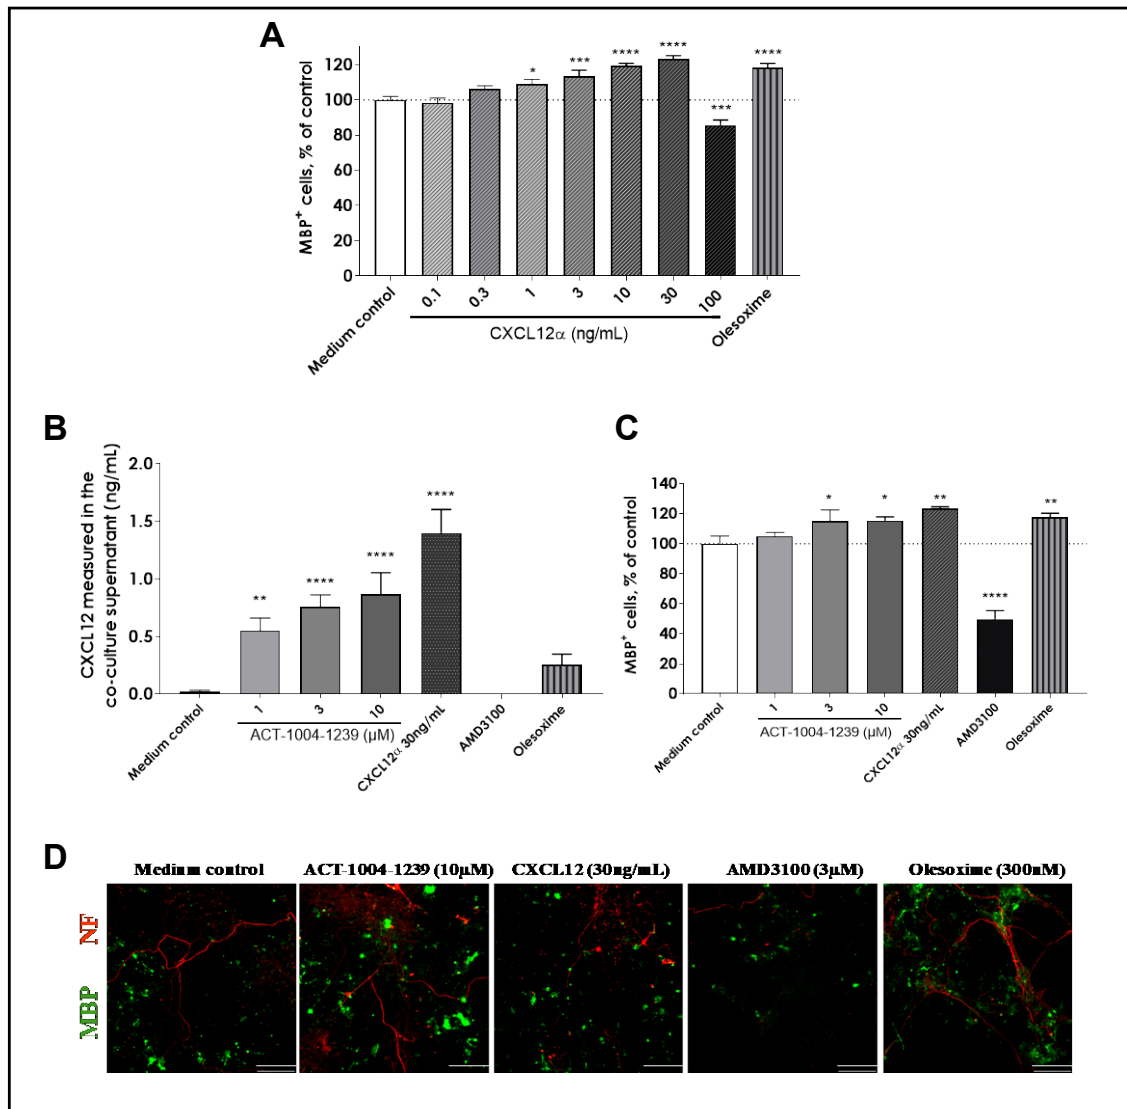 A
MBP+ cells, % of control
120
100
80
60
40
20
0
*
***
****
****
***
****
Medium control
0.1
0.3
1
3
10
30
100
Olesoxime
CXCL12α (ng/mL)
B
CXCL12 measured in the
co-culture supernatant (ng/mL)
2.0
1.5
1.0
0.5
0.0
**
****
****
****
Medium control
1
3
10
ACT-1004-1239 (µM)
CXCL12α 30ng/mL
AMD3100
Olesoxime
C
MBP+ cells, % of control
140
120
100
80
60
40
20
0
*
*
**
****
**
Medium control
1
3
10
ACT-1004-1239 (µM)
CXCL12α 30ng/mL
AMD3100
Olesoxime
D
Medium control
ACT-1004-1239 (10µM)
CXCL12 (30ng/mL)
AMD3100 (3µM)
Olesoxime (300nM)
NF
MBP